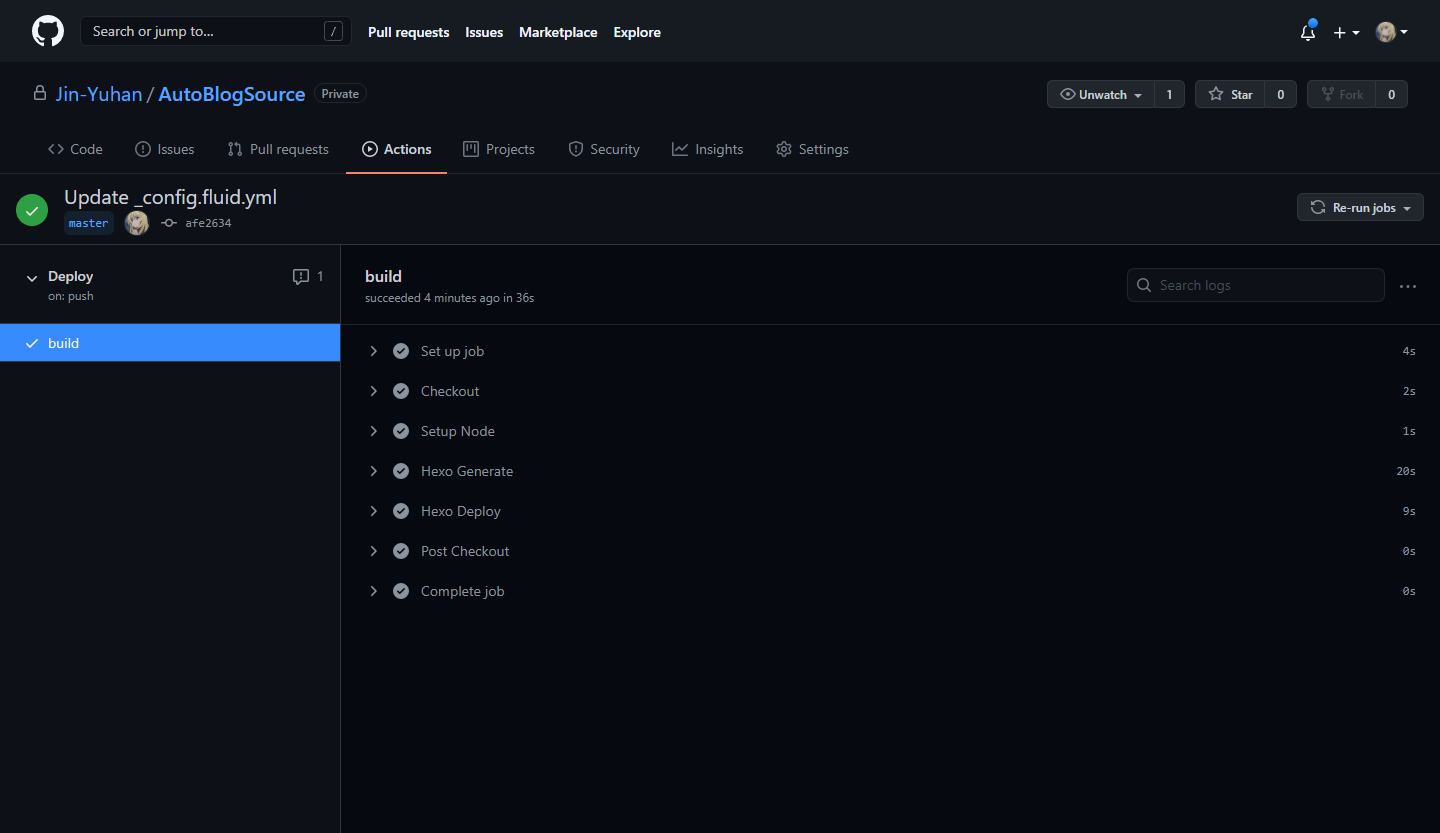 Search or jump to... / Pull requests Issues Marketplace Explore
Jin-Yuhan / AutoBlogSource Private Unwatch 1 Star 0 Fork 0
Code Issues Pull requests Actions Projects Security Insights Settings
Update _config.fluid.yml
master afe2634
Re-run jobs
Deploy 1
on: push
build
build
succeeded 4 minutes ago in 36s
Search logs
Set up job 4s
Checkout 2s
Setup Node 1s
Hexo Generate 20s
Hexo Deploy 9s
Post Checkout 0s
Complete job 0s